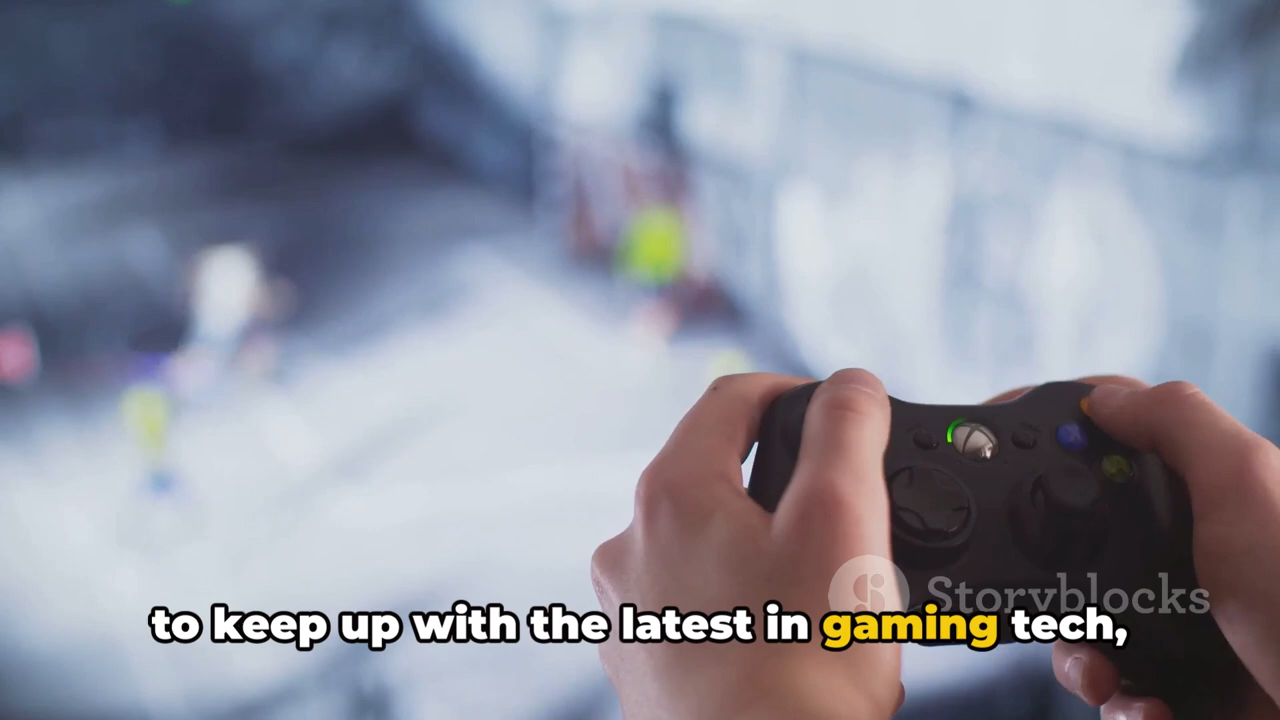 Storyblocks
to keep up with the latest in gaming tech,